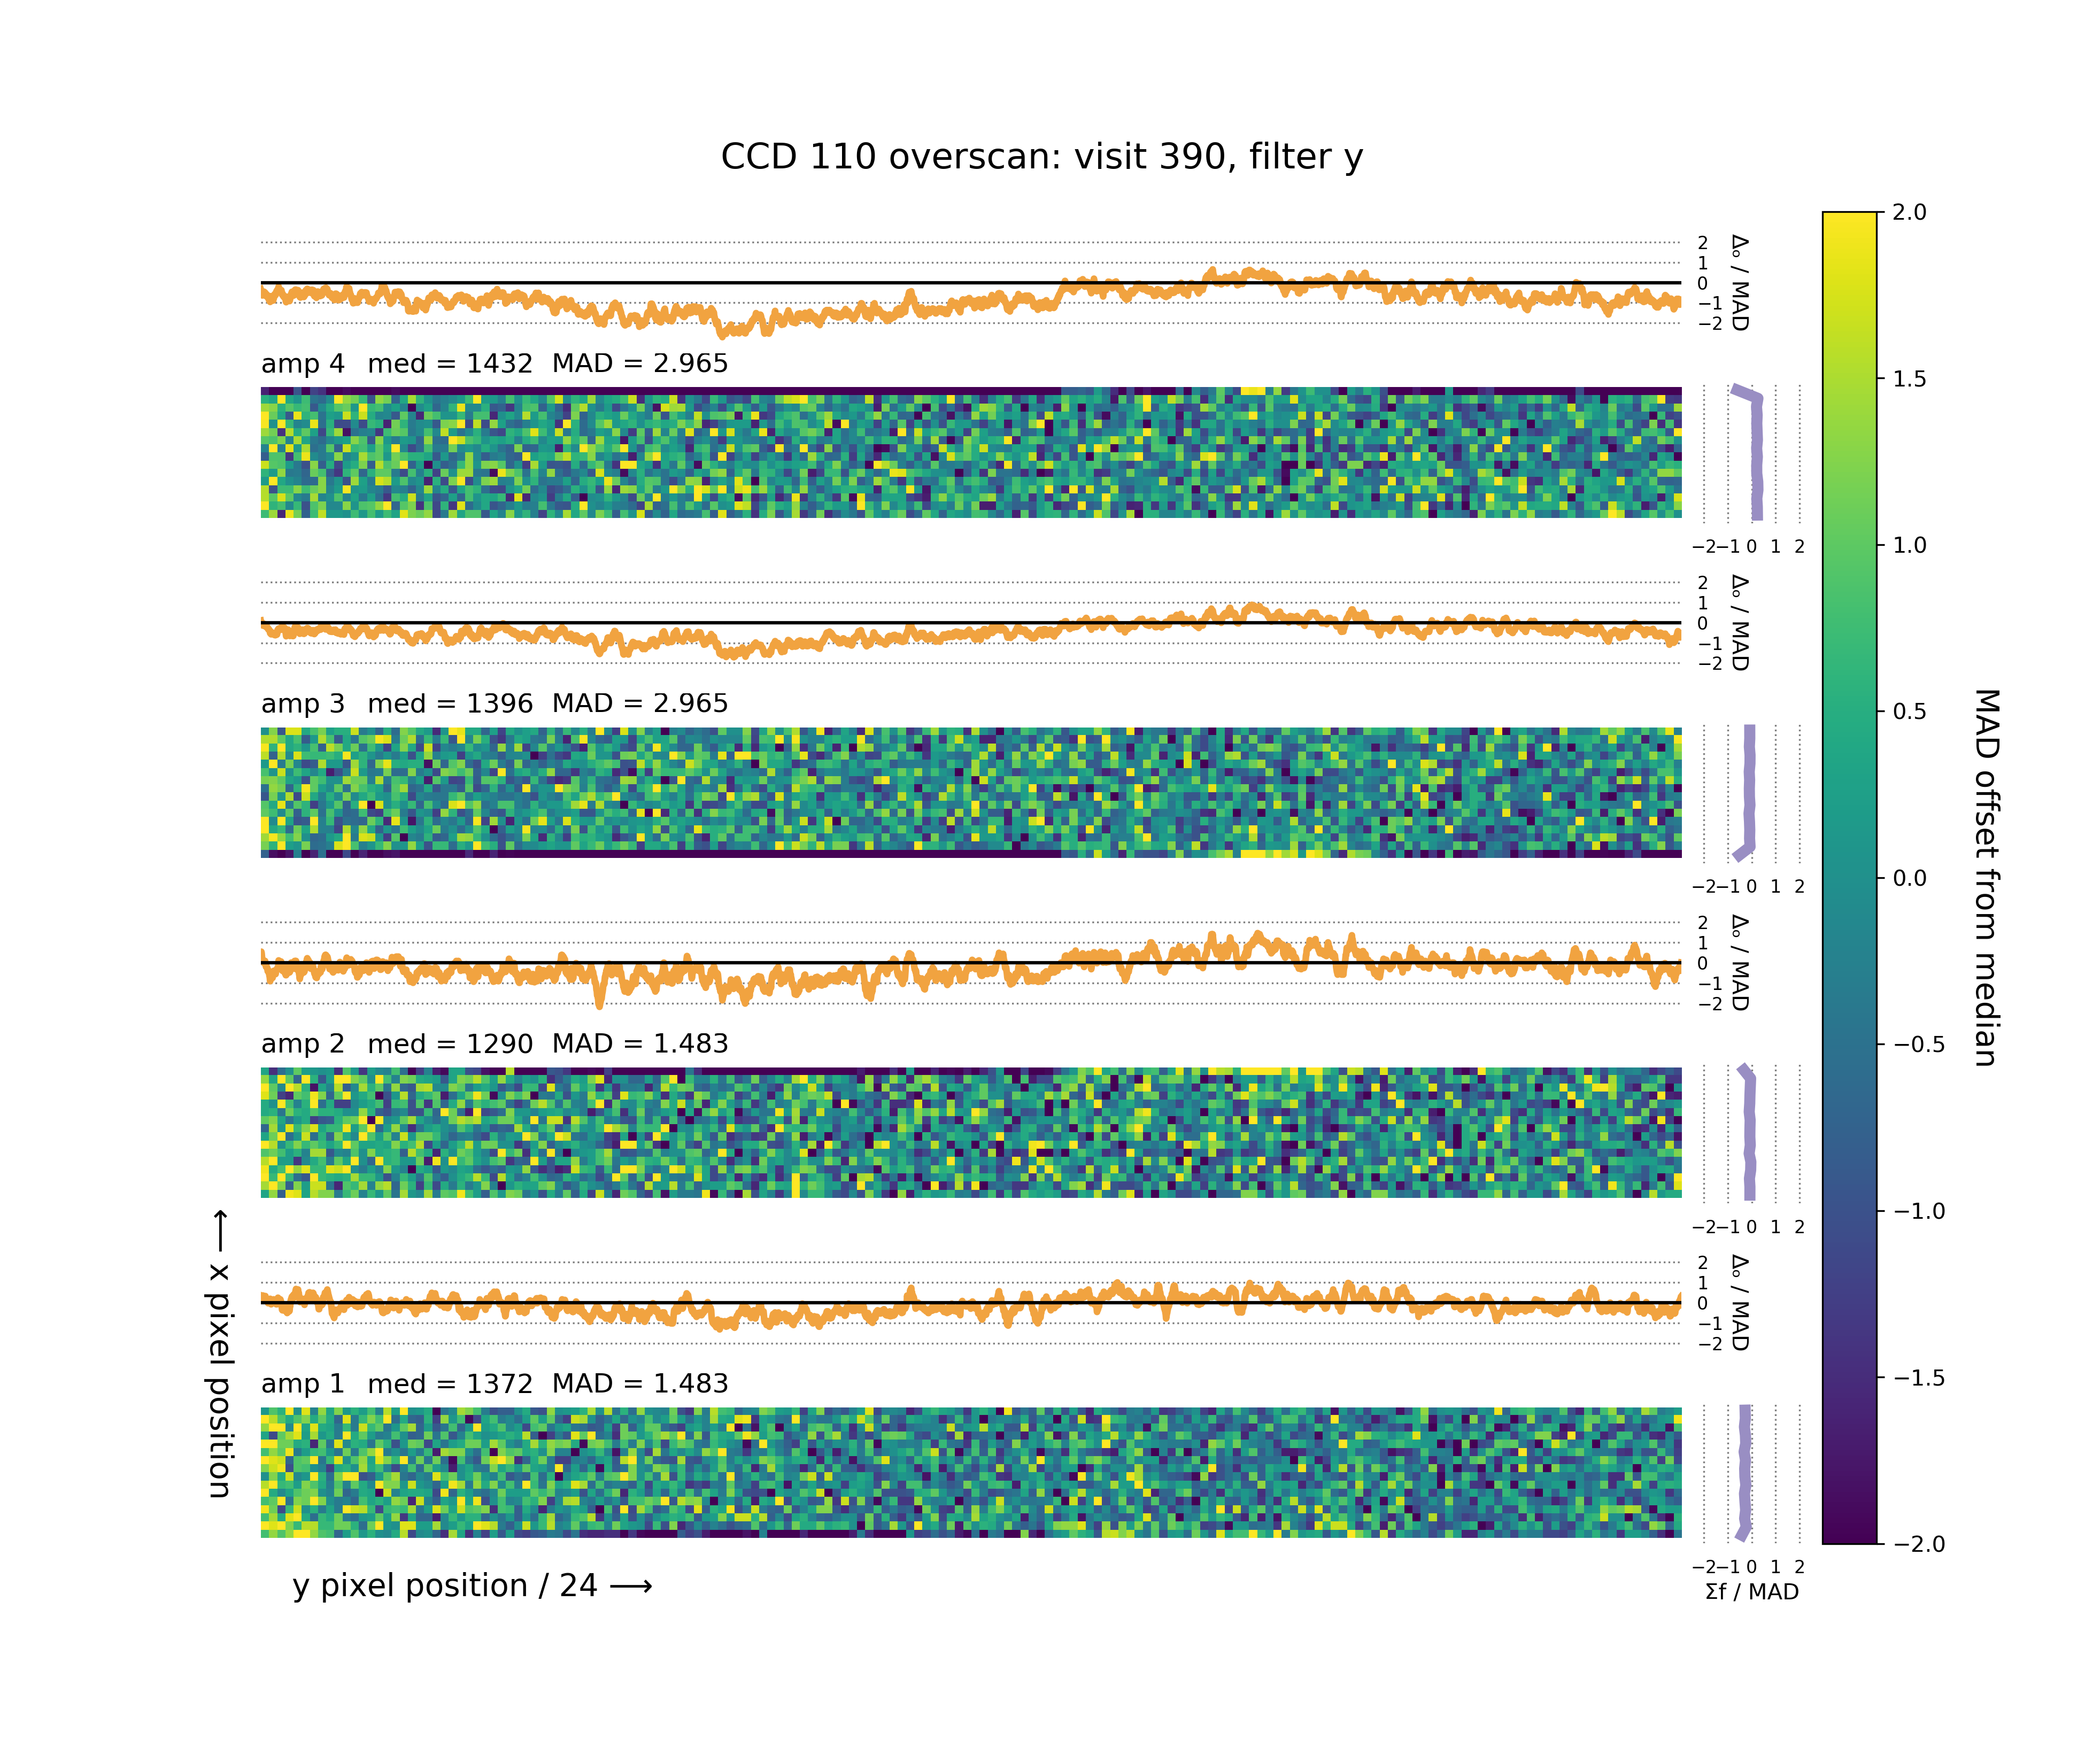 CCD 110 overscan: visit 390, filter y
2
1
0
−1
−2
Δₒ / MAD
amp 4 med = 1432 MAD = 2.965
−2 −1 0 1 2
2
1
0
−1
−2
Δₒ / MAD
amp 3 med = 1396 MAD = 2.965
−2 −1 0 1 2
2
1
0
−1
−2
Δₒ / MAD
amp 2 med = 1290 MAD = 1.483
−2 −1 0 1 2
2
1
0
−1
−2
Δₒ / MAD
amp 1 med = 1372 MAD = 1.483
−2 −1 0 1 2
Σf / MAD
y pixel position / 24 ⟶
x pixel position ⟶
2.0
1.5
1.0
0.5
0.0
−0.5
−1.0
−1.5
−2.0
MAD offset from median